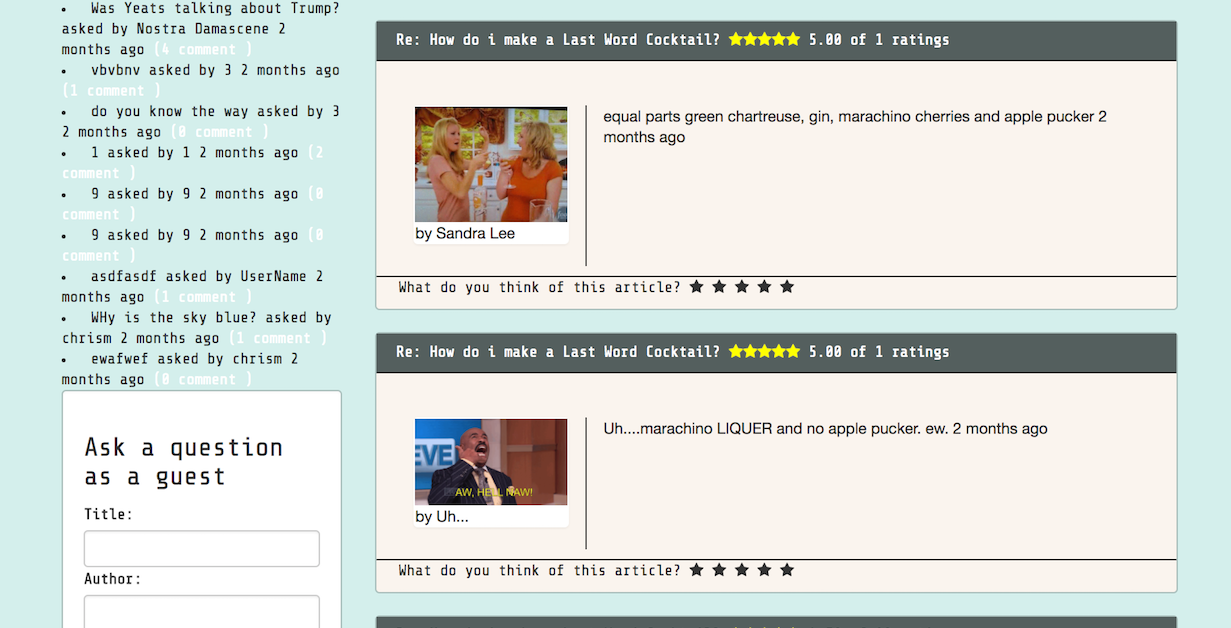 Was Yeats talking about Trump?
asked by Nostra Damascene 2
months ago (4 comment )
vbvbnv asked by 3 2 months ago
(1 comment )
do you know the way asked by 3
2 months ago (0 comment )
1 asked by 1 2 months ago (2
comment )
9 asked by 9 2 months ago (0
comment )
9 asked by 9 2 months ago (0
comment )
asdfasdf asked by UserName 2
months ago (1 comment )
WHy is the sky blue? asked by
chrism 2 months ago (1 comment )
ewafwef asked by chrism 2
months ago (0 comment )
Ask a question
as a guest
Title:
Author:
Re: How do i make a Last Word Cocktail? ★★★★★ 5.00 of 1 ratings
equal parts green chartreuse, gin, marachino cherries and apple pucker 2
months ago
by Sandra Lee
What do you think of this article? ★ ★ ★ ★ ★
Re: How do i make a Last Word Cocktail? ★★★★★ 5.00 of 1 ratings
Uh....marachino LIQUER and no apple pucker. ew. 2 months ago
EVE
AW, HELL NAW!
by Uh...
What do you think of this article? ★ ★ ★ ★ ★